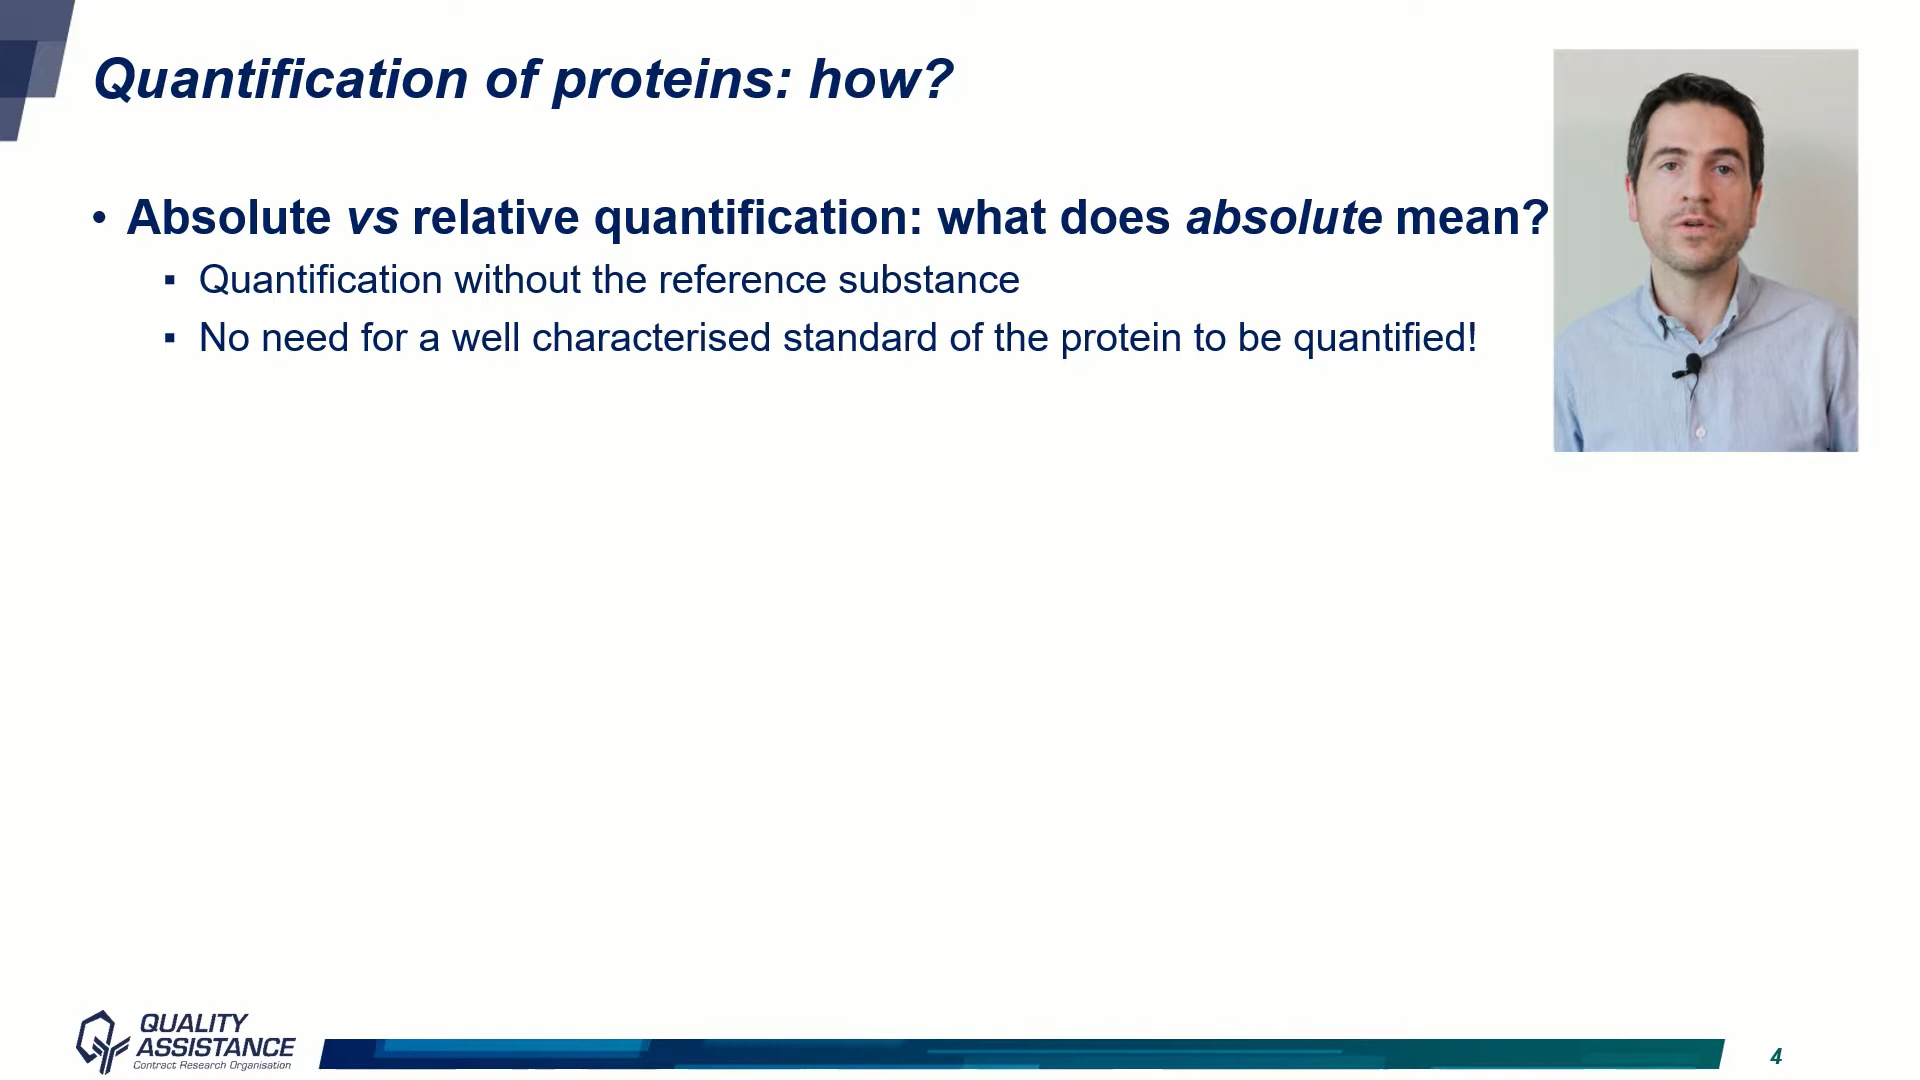 Quantification of proteins: how?
• Absolute vs relative quantification: what does absolute mean?
▪ Quantification without the reference substance
▪ No need for a well characterised standard of the protein to be quantified!
QUALITY
ASSISTANCE
Contract Research Organisation
4